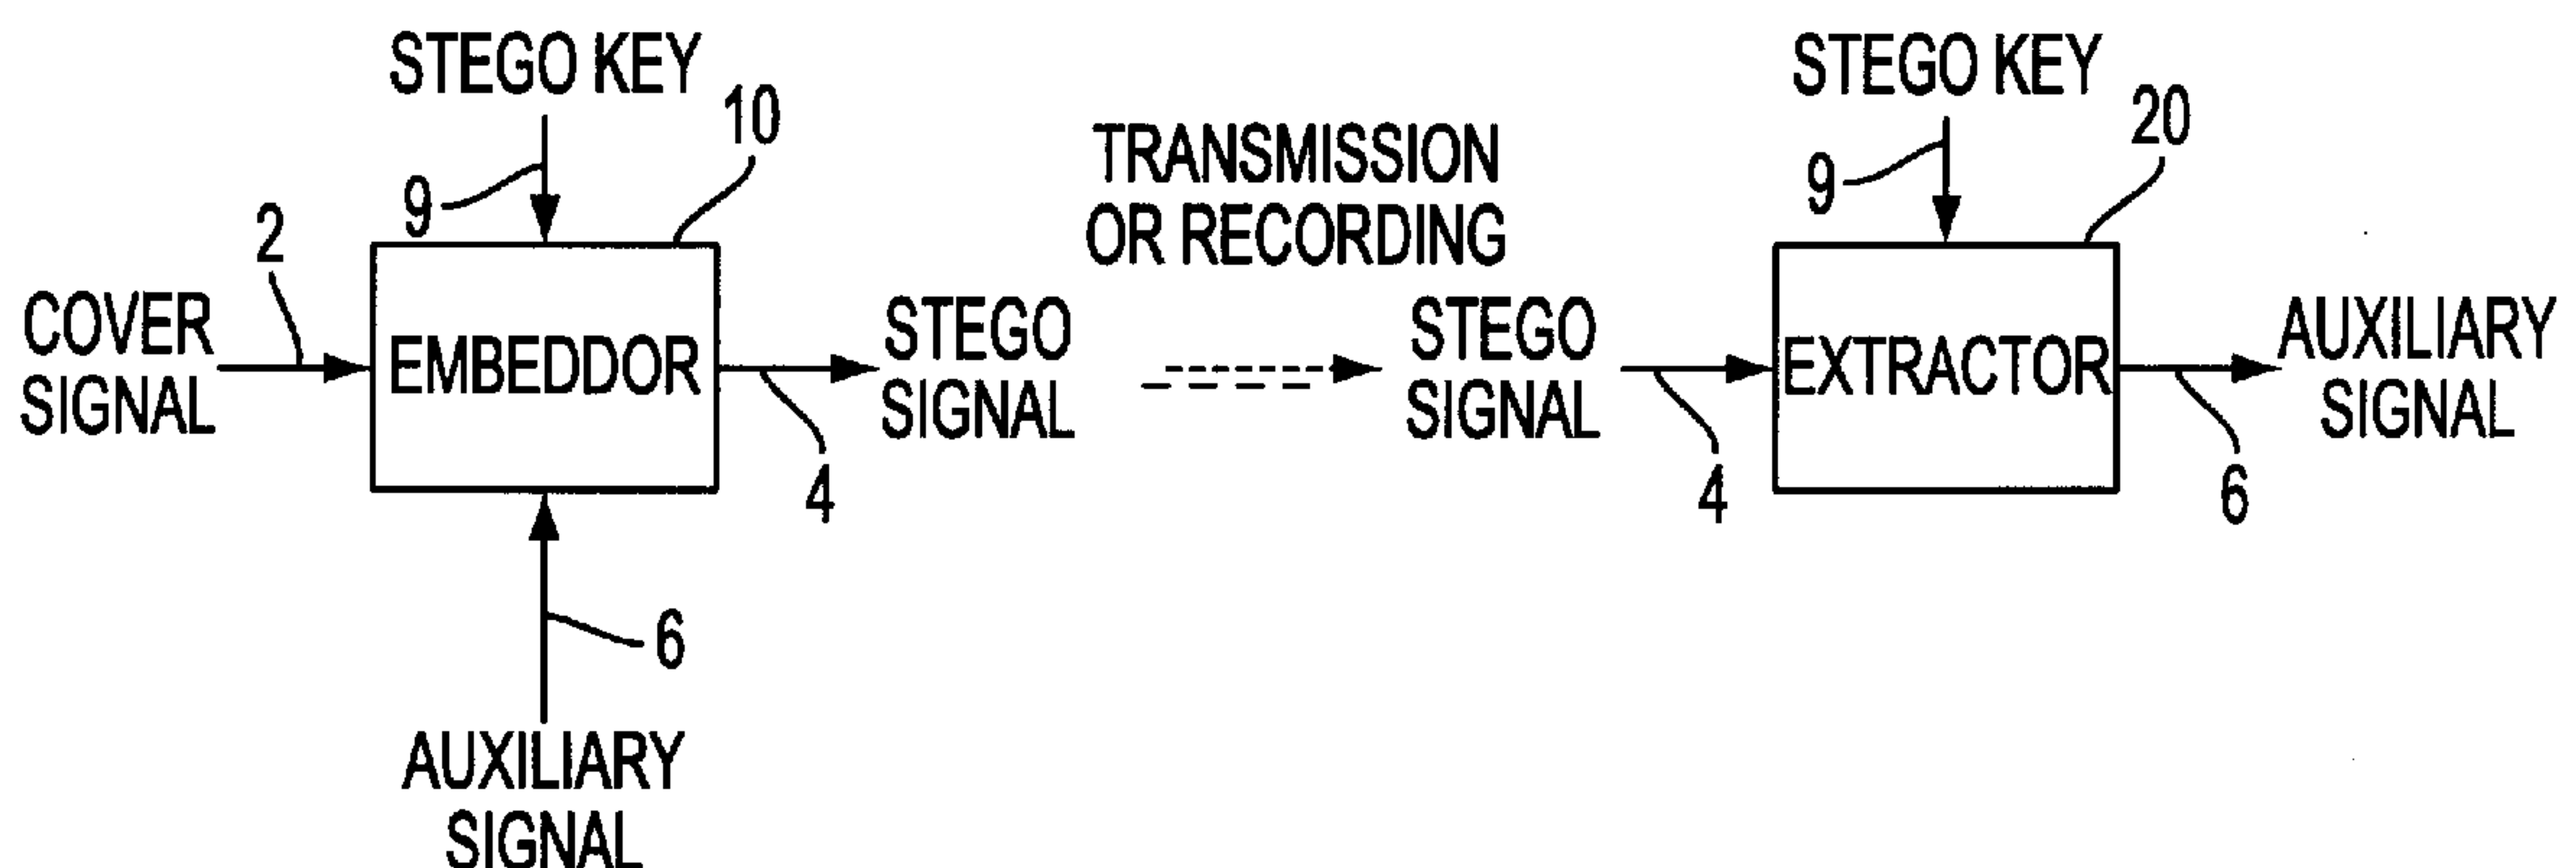 STEGO KEY
10
9
2
COVER
SIGNAL
EMBEDDOR
STEGO
SIGNAL
4
6
AUXILIARY
SIGNAL
TRANSMISSION
OR RECORDING
STEGO
SIGNAL
4
STEGO KEY
20
9
EXTRACTOR
AUXILIARY
SIGNAL
6